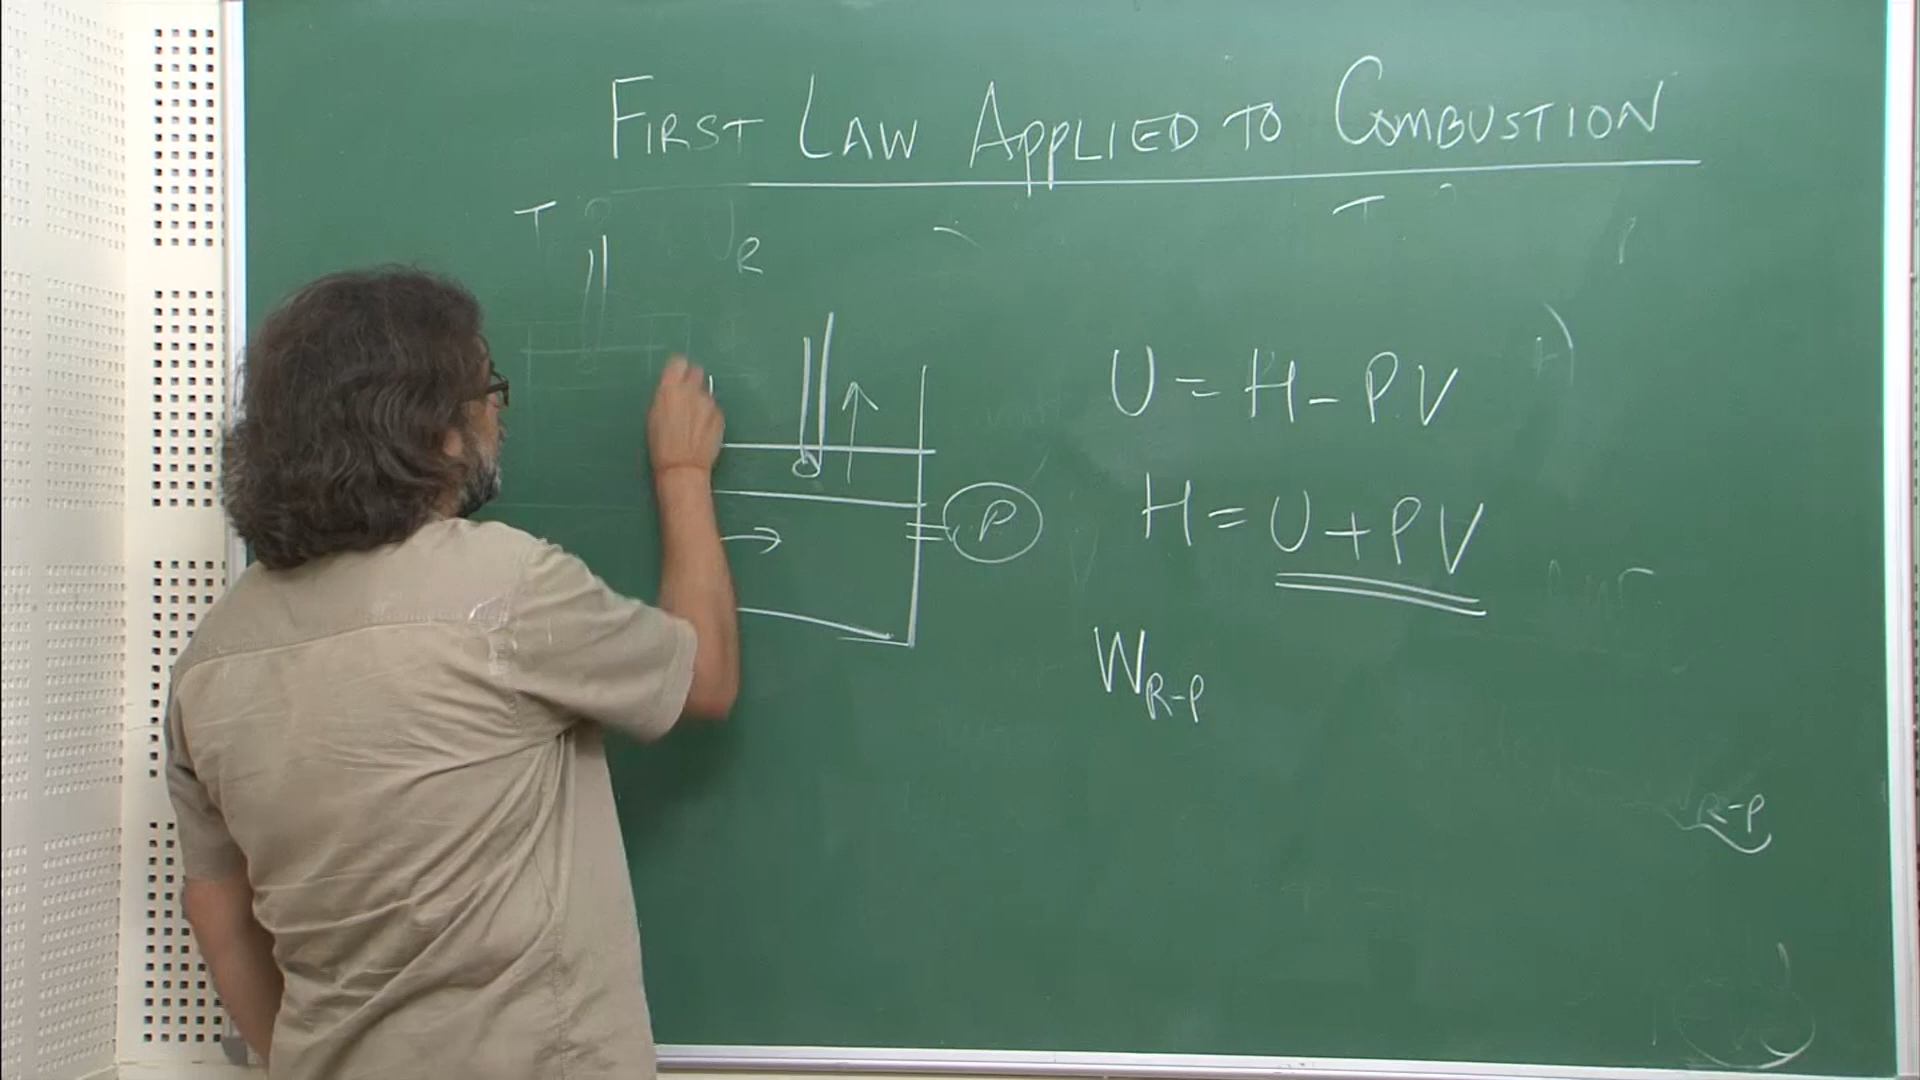 FIRST LAW APPLIED TO COMBUSTION
T
T
R
U = H - PV
P
H = U + PV
W R-P
R-P